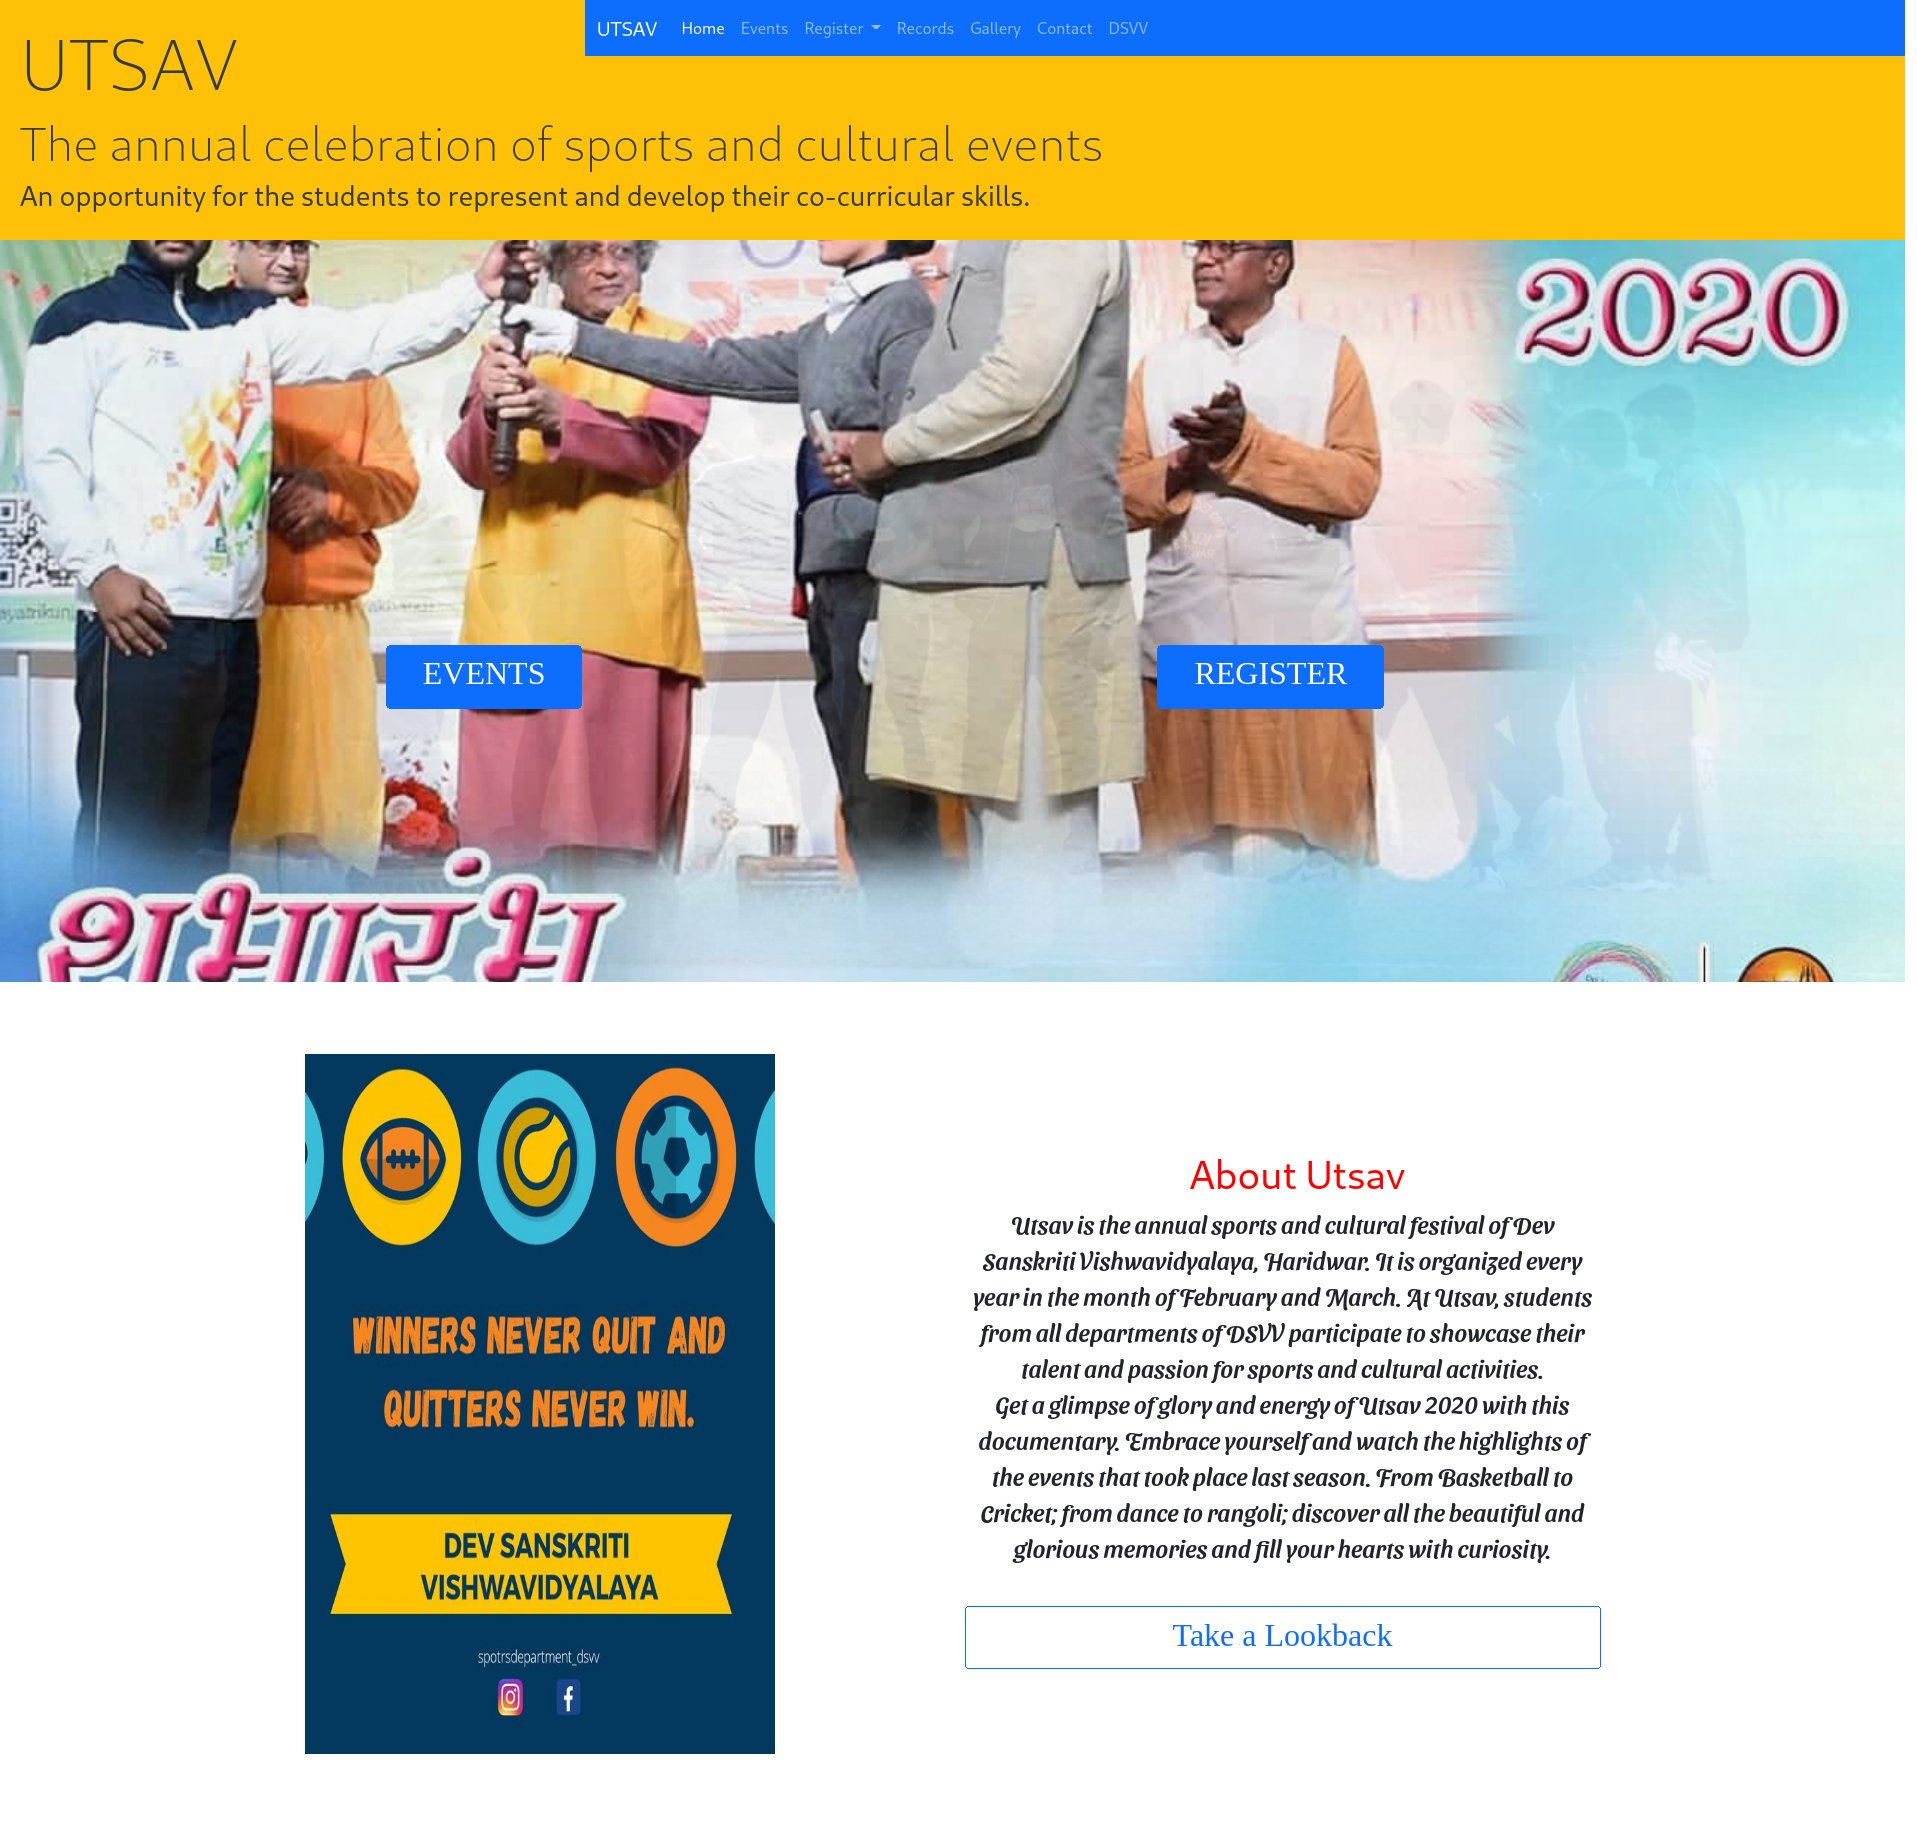 UTSAV Home Events Register Records Gallery Contact DSVV
UTSAV
The annual celebration of sports and cultural events
An opportunity for the students to represent and develop their co-curricular skills.
2020
EVENTS
REGISTER
शुभारंभ
WINNERS NEVER QUIT AND
QUITTERS NEVER WIN.
DEV SANSKRITI
VISHWAVIDYALAYA
spotrsdepartment_dsvv
About Utsav
Utsav is the annual sports and cultural festival of Dev
Sanskriti Vishwavidyalaya, Haridwar. It is organized every
year in the month of February and March. At Utsav, students
from all departments of DSVV participate to showcase their
talent and passion for sports and cultural activities.
Get a glimpse of glory and energy of Utsav 2020 with this
documentary. Embrace yourself and watch the highlights of
the events that took place last season. From Basketball to
Cricket; from dance to rangoli; discover all the beautiful and
glorious memories and fill your hearts with curiosity.
Take a Lookback